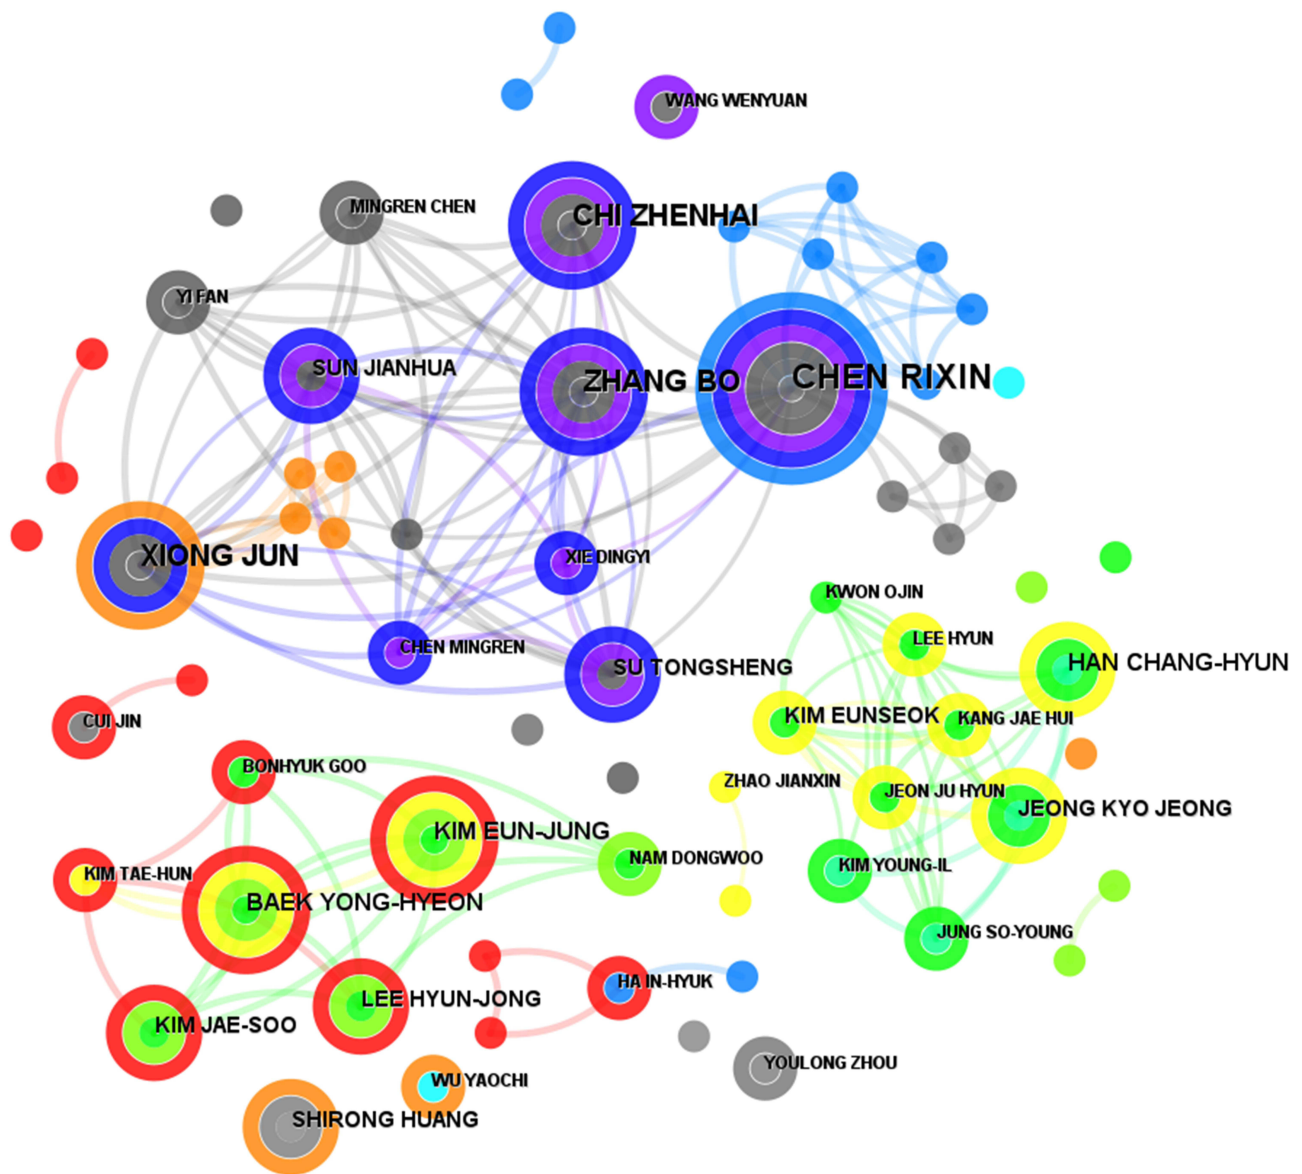 WANG WENYUAN
MINGREN CHEN
CHI ZHENHAI
YI FAN
SUN JIANHUA
ZHANG BO
CHEN RIXIN
XIONG JUN
XIE DINGYI
KWON OJIN
LEE HYUN
CHEN MINGREN
SU TONGSHENG
HAN CHANG-HYUN
CUI JIN
KIM EUNSEOK
KANG JAE HUI
BONHYUK GOO
ZHAO JIANXIN
JEON JU HYUN
JEONG KYO JEONG
KIM EUN-JUNG
NAM DONGWOO
KIM YOUNG-IL
KIM TAE-HUN
BAEK YONG-HYEON
JUNG SO-YOUNG
HA IN-HYUK
LEE HYUN-JONG
KIM JAE-SOO
YOULONG ZHOU
WU YAOCHI
SHIRONG HUANG